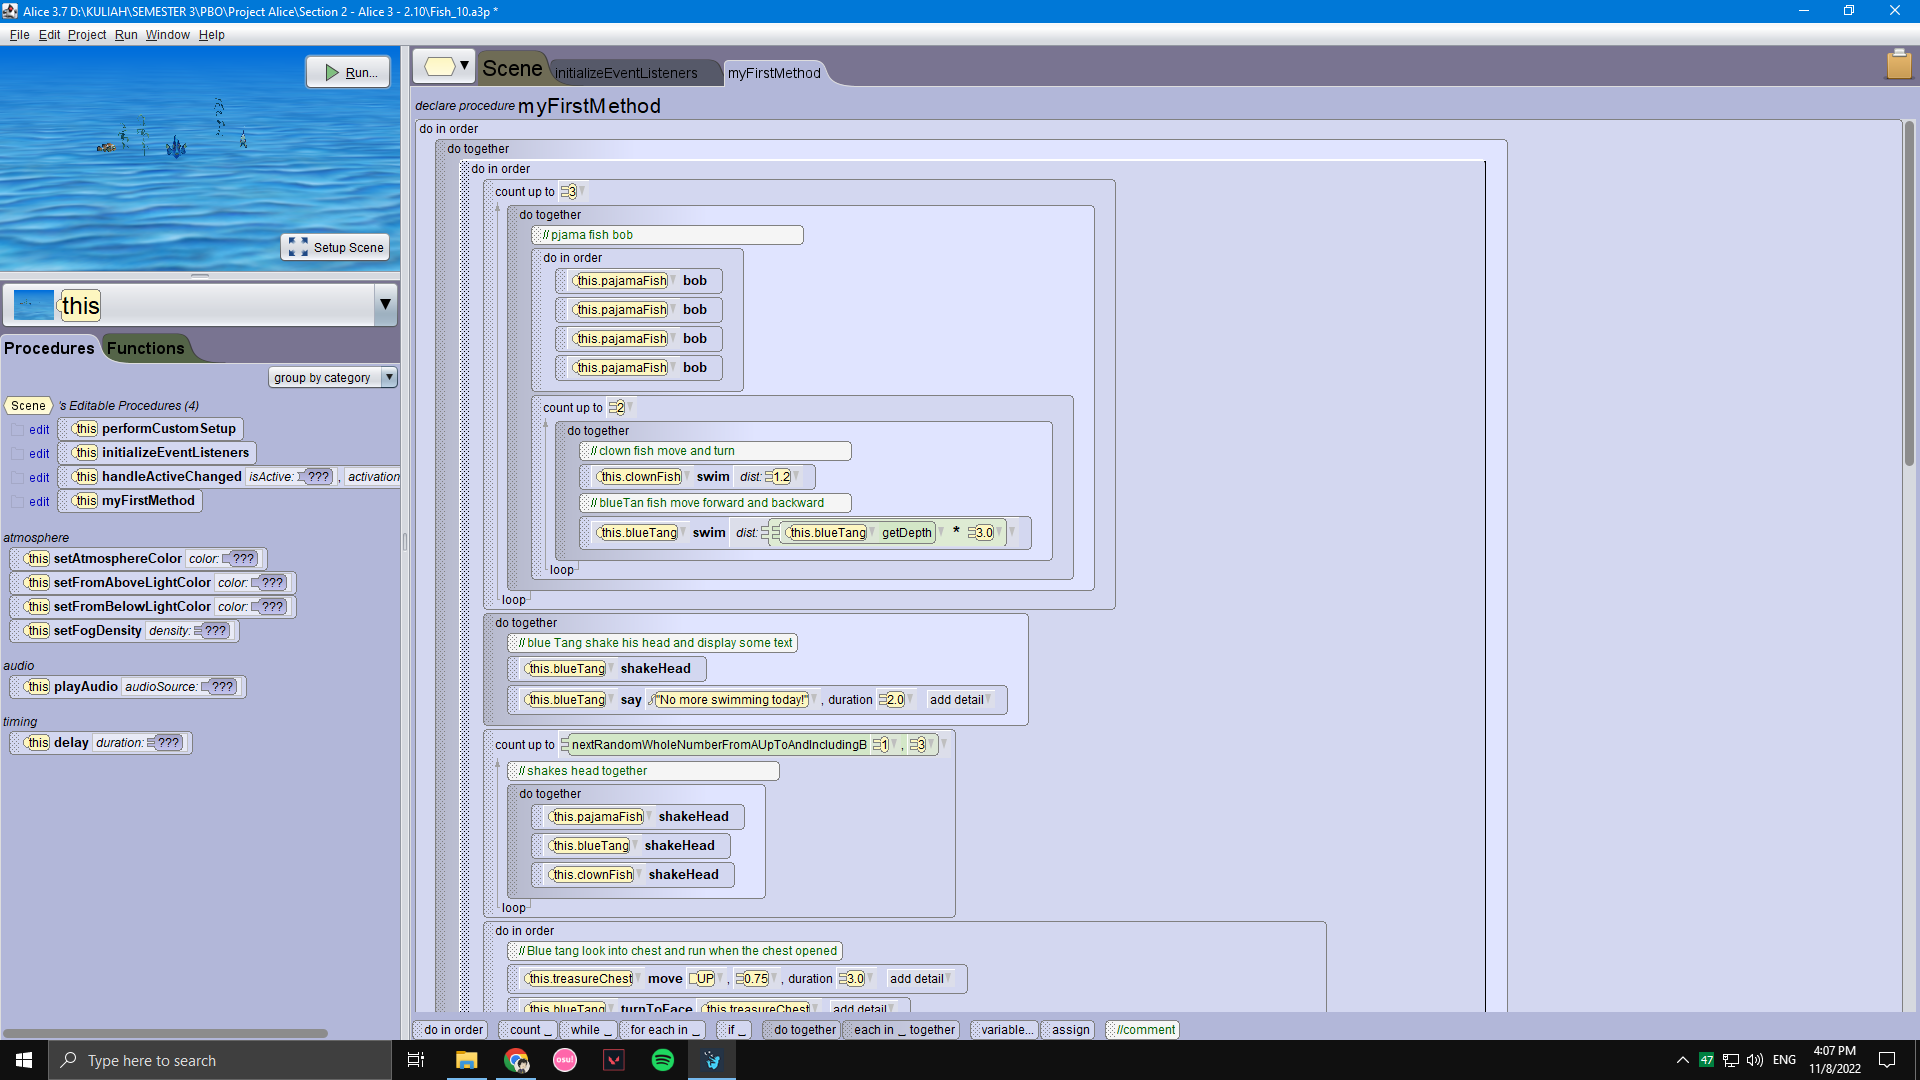 Alice 3.7 D:\KULIAH\SEMESTER 3\PBO\Project Alice\Section 2 - Alice 3 - 2.10\Fish_10.a3p *
File Edit Project Run Window Help
Run...
Setup Scene
this
Procedures Functions
group by category
Scene 's Editable Procedures (4)
edit this performCustomSetup
edit this initializeEventListeners
edit this handleActiveChanged isActive: ??? , activation
edit this myFirstMethod
atmosphere
this setAtmosphereColor color: ???
this setFromAboveLightColor color: ???
this setFromBelowLightColor color: ???
this setFogDensity density: ???
audio
this playAudio audioSource: ???
timing
this delay duration: ???
Scene initializeEventListeners myFirstMethod
declare procedure myFirstMethod
do in order
do together
do in order
count up to 3
do together
// pjama fish bob
do in order
this.pajamaFish bob
this.pajamaFish bob
this.pajamaFish bob
this.pajamaFish bob
count up to 2
do together
// clown fish move and turn
this.clownFish swim dist: 1.2
// blueTan fish move forward and backward
this.blueTang swim dist: this.blueTang getDepth * 3.0
loop
loop
do together
// blue Tang shake his head and display some text
this.blueTang shakeHead
this.blueTang say "No more swimming today!" , duration 2.0 add detail
count up to nextRandomWholeNumberFromAUpToAndIncludingB 1 , 3
// shakes head together
do together
this.pajamaFish shakeHead
this.blueTang shakeHead
this.clownFish shakeHead
loop
do in order
// Blue tang look into chest and run when the chest opened
this.treasureChest move UP , 0.75 , duration 3.0 add detail
this.blueTang turnToFace this.treasureChest add detail
do in order count _ while _ for each in _ if _ do together each in _ together variable... assign //comment
Type here to search
osu!
47
ENG
4:07 PM
11/8/2022